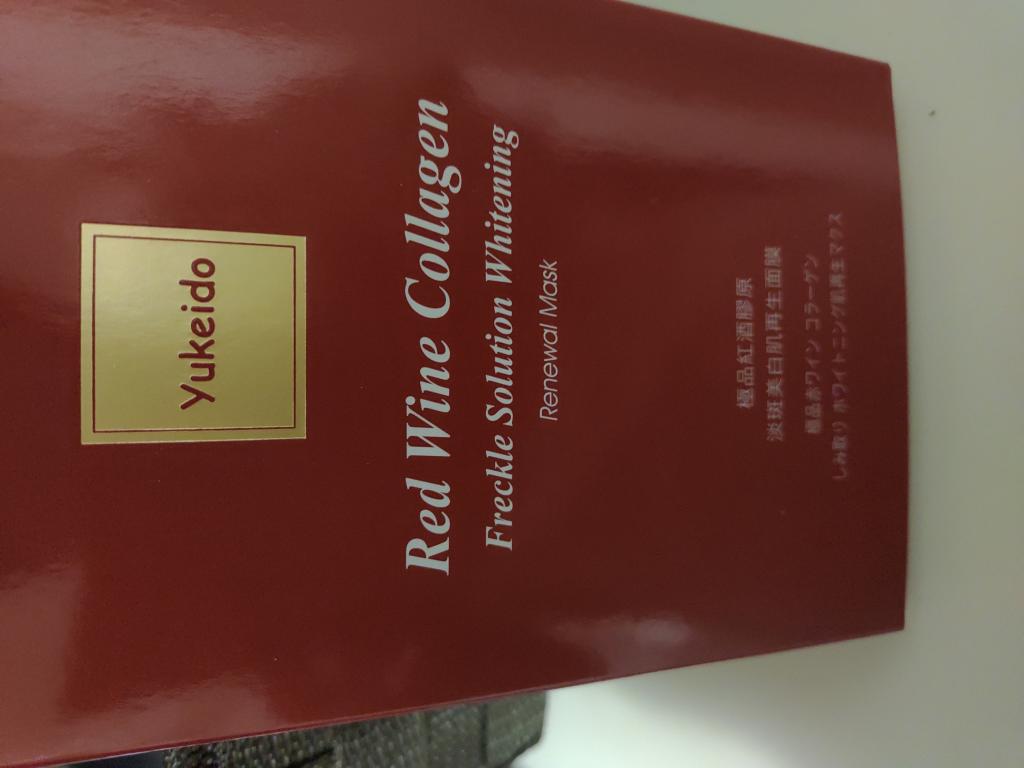 Yukeido
Red Wine Collagen
Freckle Solution Whitening
Renewal Mask
極品紅酒膠原
淡斑美白肌再生面膜
極品赤ワイン コラーゲン
しみ取り ホワイトニング肌再生マクス